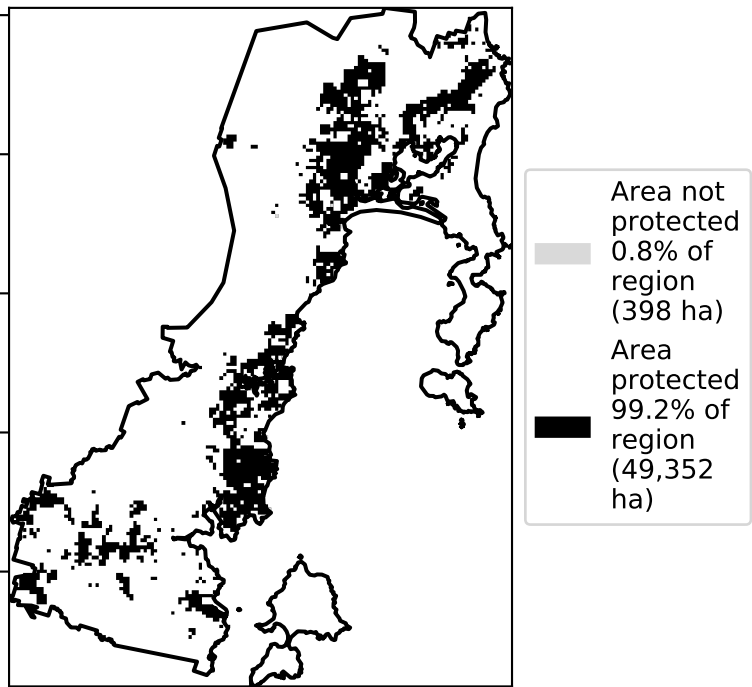 Area not
protected
0.8% of
region
(398 ha)
Area
protected
99.2% of
region
(49,352
ha)